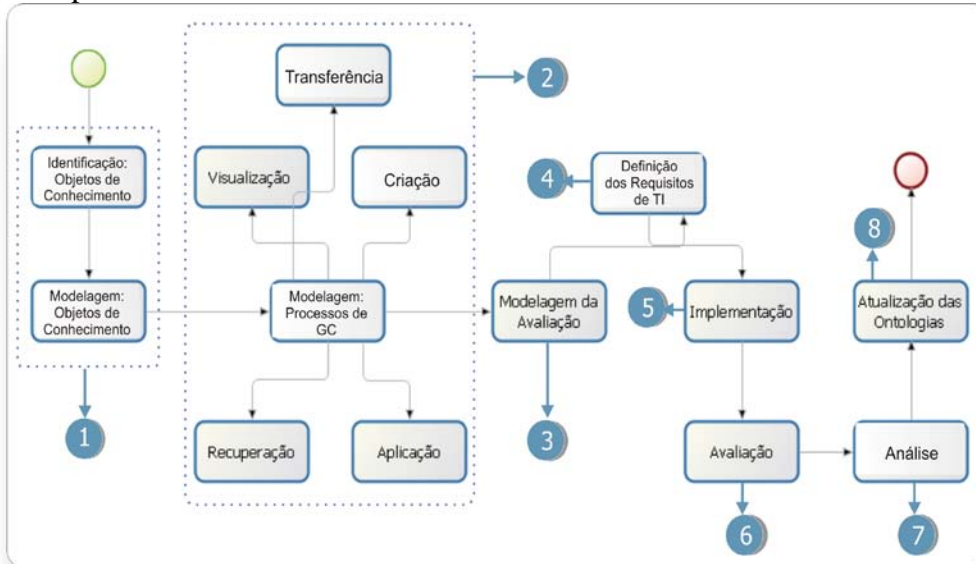 Transferência
2
Identificação:
Objetos de
Conhecimento
Visualização
Criação
4
Definição
dos Requisitos
de TI
8
Modelagem:
Objetos de
Conhecimento
Modelagem:
Processos de
GC
Modelagem da
Avaliação
5
Implementação
Atualização das
Ontologias
1
Recuperação
Aplicação
3
Avaliação
Análise
6
7